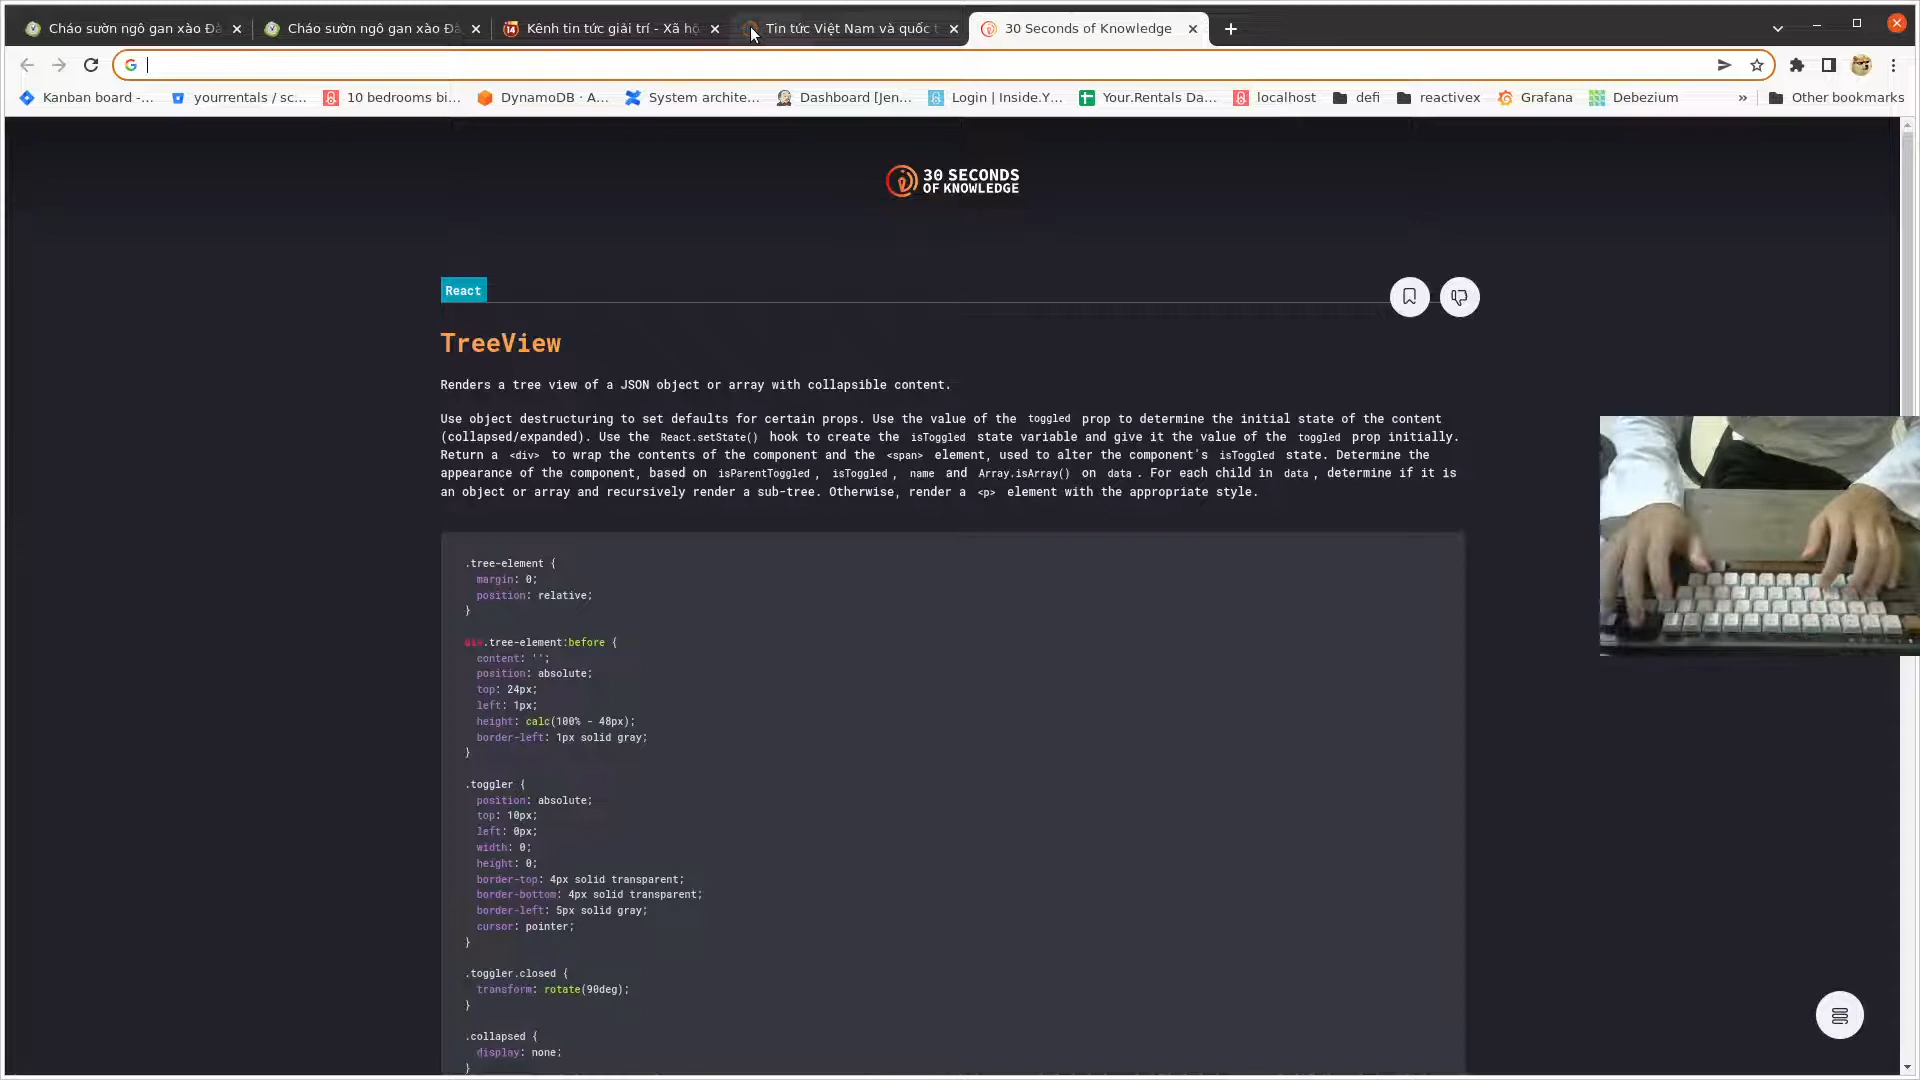 Cháo sườn ngô gan xào Đà
Cháo sườn ngô gan xào Đà
Kênh tin tức giải trí - Xã hộ
Tin tức Việt Nam và quốc t
30 Seconds of Knowledge
Kanban board -...
yourrentals / sc...
10 bedrooms bi...
DynamoDB · A...
System archite...
Dashboard [Jen...
Login | Inside.Y...
Your.Rentals Da...
localhost
defi
reactivex
Grafana
Debezium
»
Other bookmarks
30 SECONDS
OF KNOWLEDGE
React
TreeView
Renders a tree view of a JSON object or array with collapsible content.
Use object destructuring to set defaults for certain props. Use the value of the toggled prop to determine the initial state of the content
(collapsed/expanded). Use the React.setState() hook to create the isToggled state variable and give it the value of the toggled prop initially.
Return a <div> to wrap the contents of the component and the <span> element, used to alter the component's isToggled state. Determine the
appearance of the component, based on isParentToggled, isToggled, name and Array.isArray() on data. For each child in data, determine if it is
an object or array and recursively render a sub-tree. Otherwise, render a <p> element with the appropriate style.
.tree-element {
margin: 0;
position: relative;
}
div.tree-element:before {
content: '';
position: absolute;
top: 24px;
left: 1px;
height: calc(100% - 48px);
border-left: 1px solid gray;
}
.toggler {
position: absolute;
top: 10px;
left: 0px;
width: 0;
height: 0;
border-top: 4px solid transparent;
border-bottom: 4px solid transparent;
border-left: 5px solid gray;
cursor: pointer;
}
.toggler.closed {
transform: rotate(90deg);
}
.collapsed {
display: none;
}